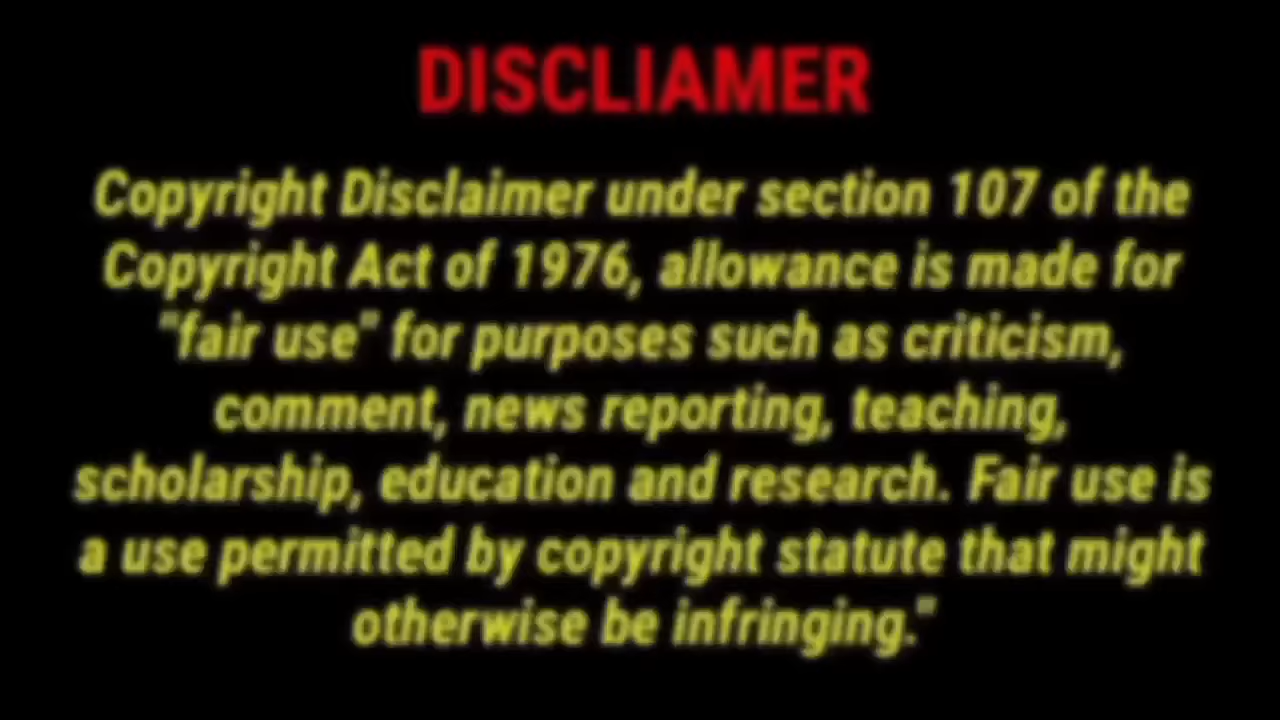 DISCLIAMER
Copyright Disclaimer under section 107 of the
Copyright Act of 1976, allowance is made for
"fair use" for purposes such as criticism,
comment, news reporting, teaching,
scholarship, education and research. Fair use is
a use permitted by copyright statute that might
otherwise be infringing."